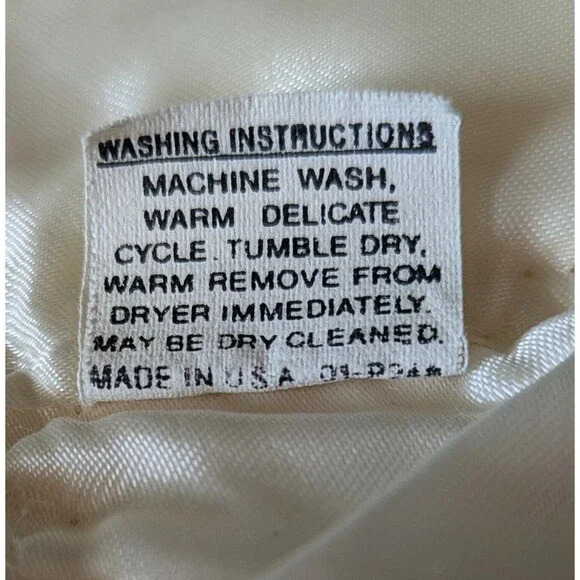 WASHING INSTRUCTIONS
MACHINE WASH,
WARM DELICATE
CYCLE. TUMBLE DRY,
WARM REMOVE FROM
DRYER IMMEDIATELY.
MAY BE DRY CLEANED.
MADE IN U.S.A.